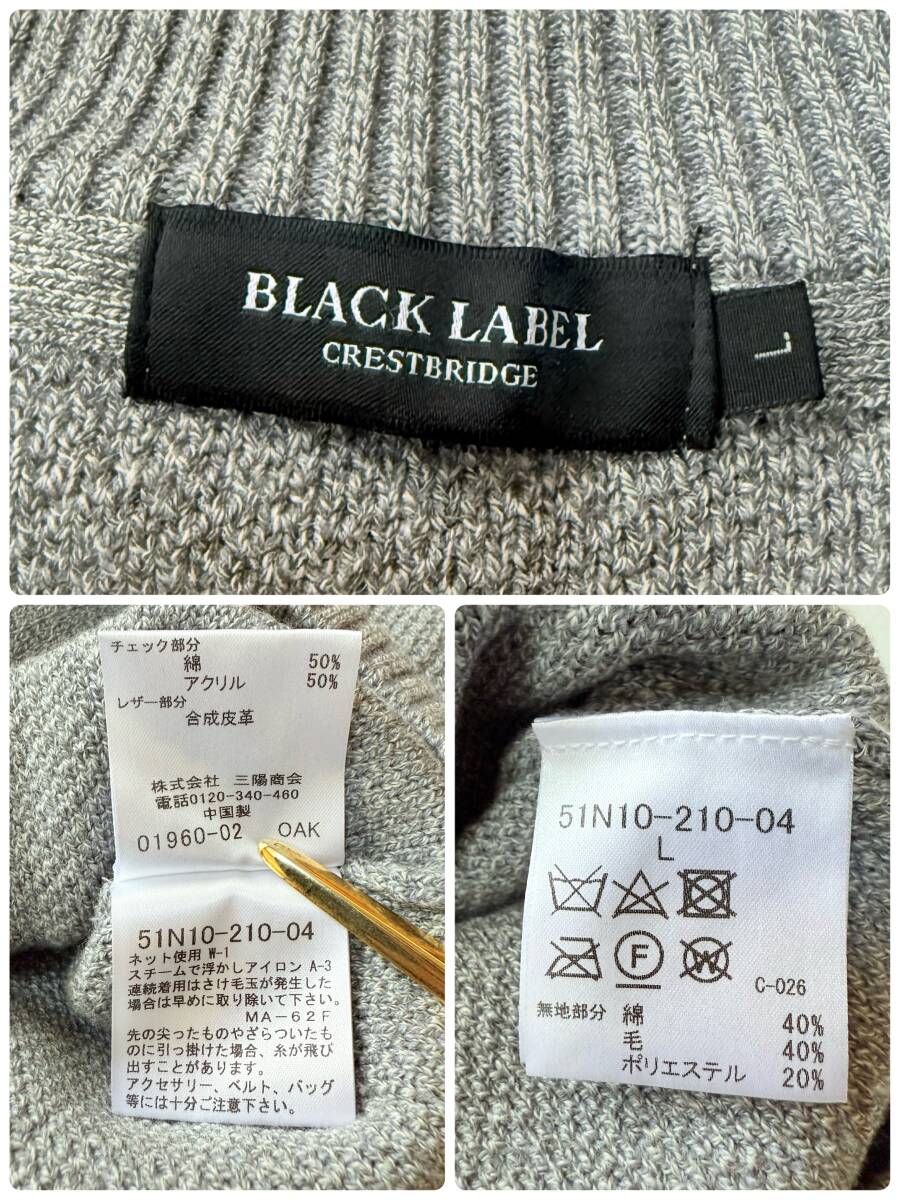 BLACK LABEL
CRESTBRIDGE
L
チェック部分
綿 50%
アクリル 50%
レザー部分
合成皮革
株式会社 三陽商会
電話0120-340-460
中国製
01960-02 OAK
51N10-210-04
ネット使用 W-1
スチームで浮かしアイロン A-3
連続着用はさけ毛玉が発生した
場合は早めに取り除いて下さい。
MA-62F
先の尖ったものやざらついたも
のに引っ掛けた場合、糸が飛び
出すことがあります。
アクセサリー、ベルト、バッグ
等には十分ご注意下さい。
51N10-210-04
L
F
W
C-026
無地部分 綿 40%
毛 40%
ポリエステル 20%